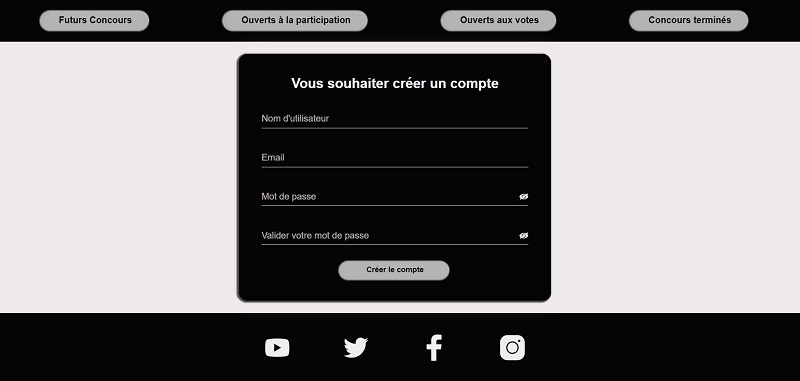 Futurs Concours
Ouverts à la participation
Ouverts aux votes
Concours terminés
Vous souhaiter créer un compte
Nom d'utilisateur
Email
Mot de passe
Valider votre mot de passe
Créer le compte